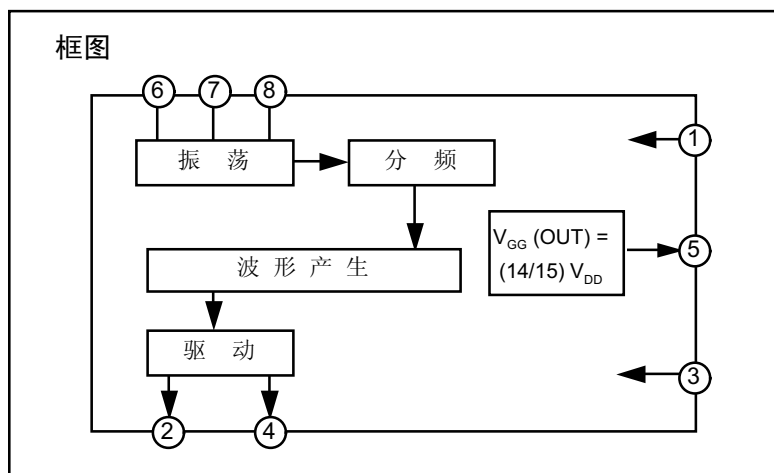 框图
6 7 8
1
振 荡
分 频
V_GG (OUT) =
(14/15) V_DD
5
波 形 产 生
驱 动
3
2 4